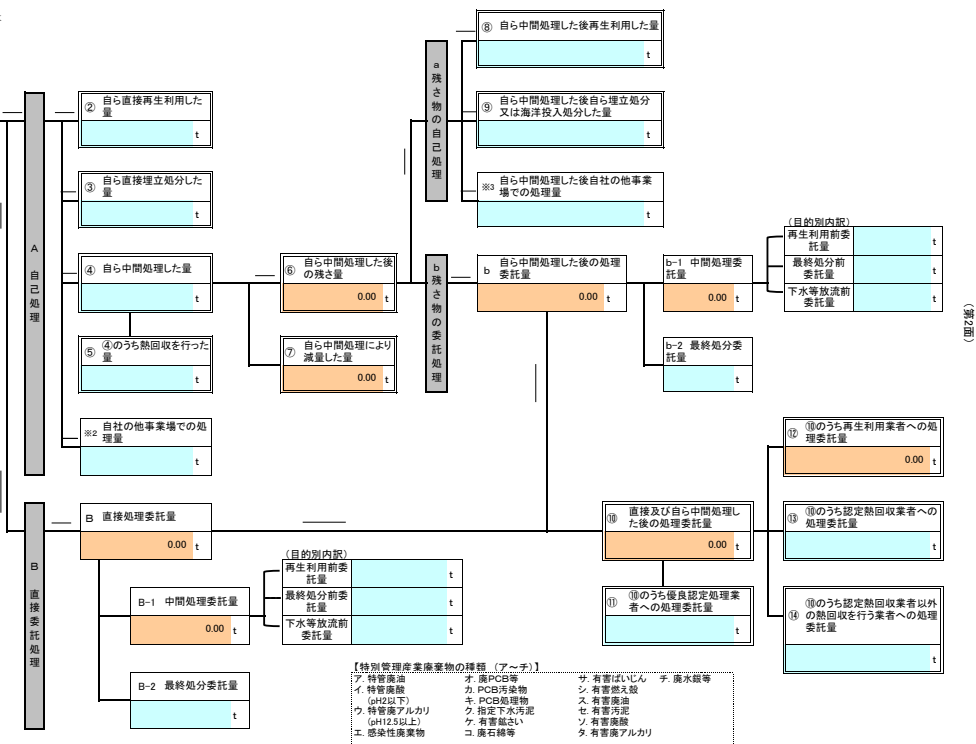 ⑧ 自ら中間処理した後再生利用した量
t
a 残さ物の自己処理
② 自ら直接再生利用した
量
t
⑨ 自ら中間処理した後自ら埋立処分
又は海洋投入処分した量
t
③ 自ら直接埋立処分した
量
t
※3 自ら中間処理した後自社の他事業
場での処理量
t
A 自己処理
④ 自ら中間処理した量
t
⑥ 自ら中間処理した後
の残さ量
0.00 t
b 残さ物の委託処理
b 自ら中間処理した後の処理
委託量
0.00 t
b-1 中間処理委
託量
0.00 t
(目的別内訳)
再生利用前委
託量
t
最終処分前
委託量
t
下水等放流前
委託量
t
(第2面)
⑤ ④のうち熱回収を行った
量
t
⑦ 自ら中間処理により
減量した量
0.00 t
b-2 最終処分委
託量
t
※2 自社の他事業場での処
理量
t
⑫ ⑩のうち再生利用業者への処
理委託量
0.00 t
B 直接委託処理
B 直接処理委託量
0.00 t
⑩ 直接及び自ら中間処理し
た後の処理委託量
0.00 t
⑬ ⑩のうち認定熱回収業者への
処理委託量
t
(目的別内訳)
再生利用前委
託量
t
最終処分前委
託量
t
下水等放流前
委託量
t
B-1 中間処理委託量
0.00 t
⑪ ⑩のうち優良認定処理業
者への処理委託量
t
⑭ ⑩のうち認定熱回収業者以外
の熱回収を行う業者への処理
委託量
t
B-2 最終処分委託量
t
【特別管理産業廃棄物の種類 (ア～チ)】
ア. 特管廃油 オ. 廃PCB等 サ. 有害ばいじん チ. 廃水銀等
イ. 特管廃酸 カ. PCB汚染物 シ. 有害燃え殻
(pH2以下) キ. PCB処理物 ス. 有害廃油
ウ. 特管廃アルカリ ク. 指定下水汚泥 セ. 有害汚泥
(pH12.5以上) ケ. 有害鉱さい ソ. 有害廃酸
エ. 感染性廃棄物 コ. 廃石綿等 タ. 有害廃アルカリ